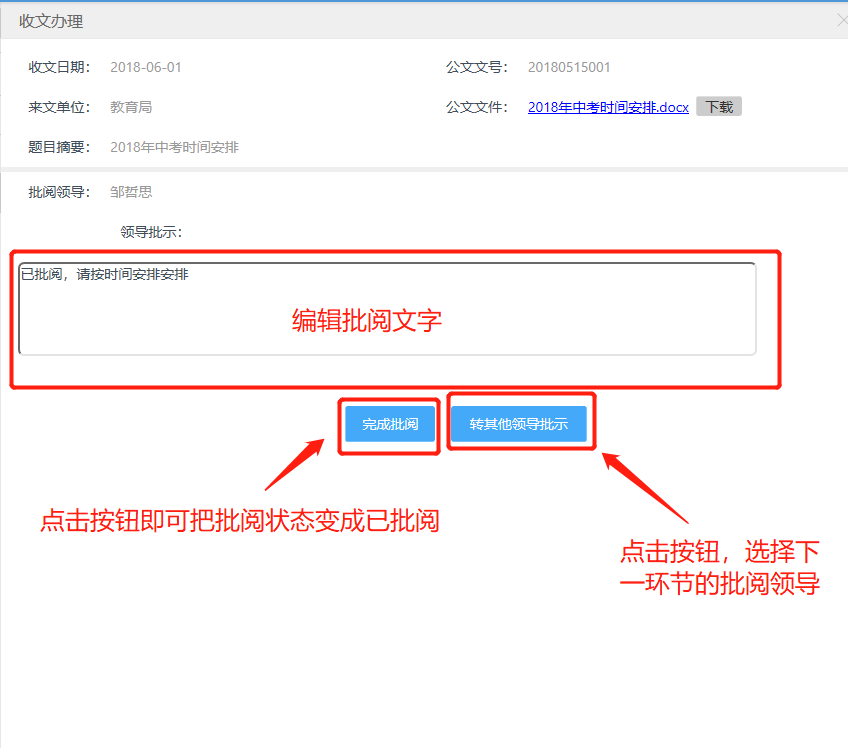 收文办理
收文日期： 2018-06-01 公文文号： 20180515001
来文单位： 教育局 公文文件： 2018年中考时间安排.docx 下载
题目摘要： 2018年中考时间安排
批阅领导： 邹哲思
领导批示：
已批阅，请按时间安排安排
编辑批阅文字
完成批阅 转其他领导批示
点击按钮即可把批阅状态变成已批阅
点击按钮，选择下
一环节的批阅领导